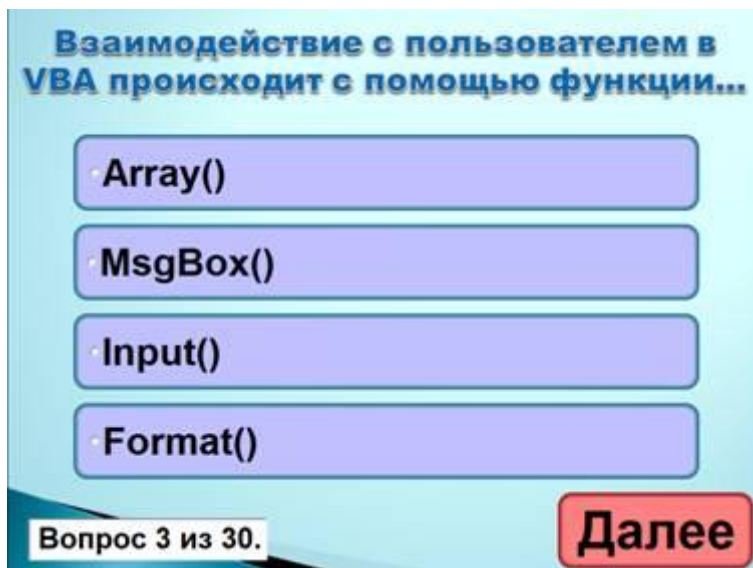 Взаимодействие с пользователем в
VBA происходит с помощью функции...
Array()
MsgBox()
Input()
Format()
Вопрос 3 из 30.
Далее